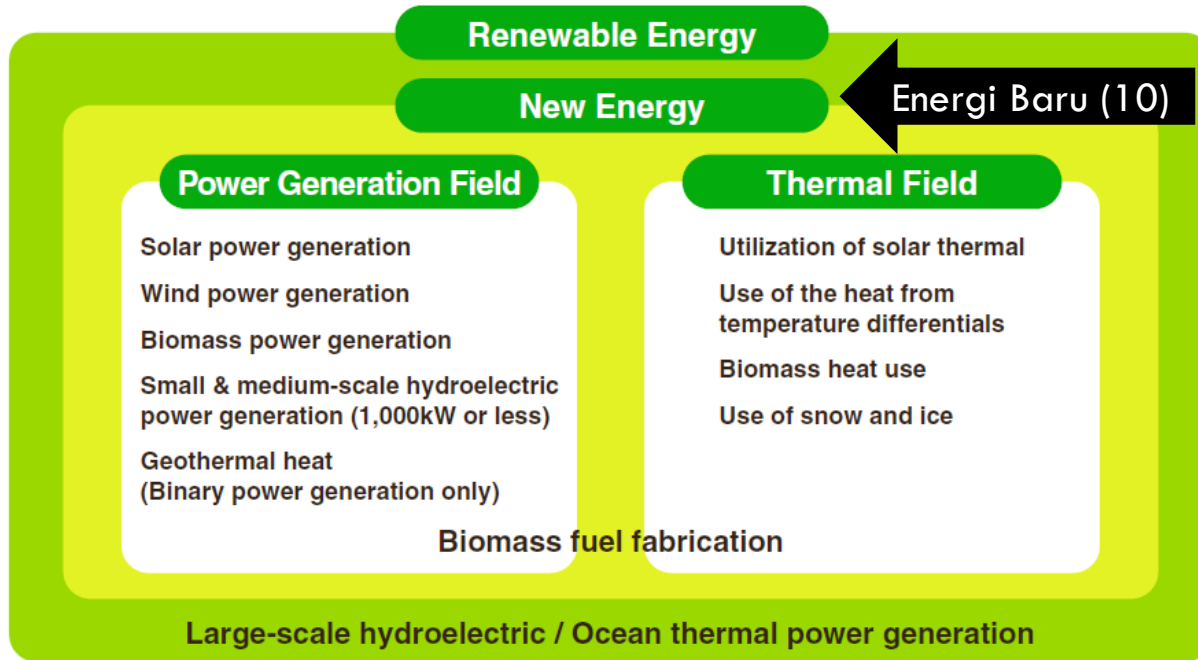 Renewable Energy
New Energy
Energi Baru (10)
Power Generation Field
Solar power generation
Wind power generation
Biomass power generation
Small & medium-scale hydroelectric
power generation (1,000kW or less)
Geothermal heat
(Binary power generation only)
Thermal Field
Utilization of solar thermal
Use of the heat from
temperature differentials
Biomass heat use
Use of snow and ice
Biomass fuel fabrication
Large-scale hydroelectric / Ocean thermal power generation